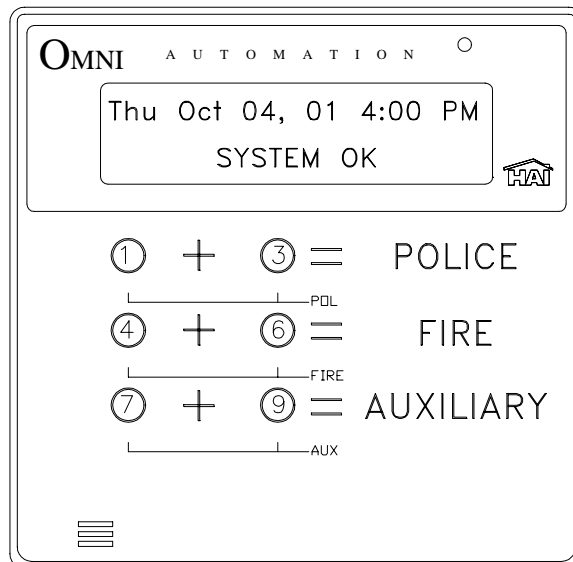 OMNI AUTOMATION
Thu Oct 04, 01 4:00 PM
SYSTEM OK
HAI
1 + 3 = POLICE
POL
4 + 6 = FIRE
FIRE
7 + 9 = AUXILIARY
AUX